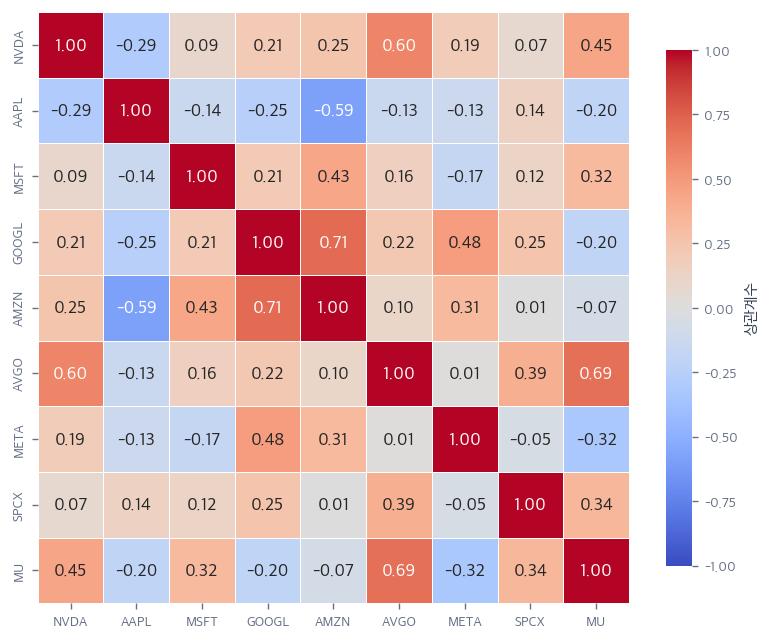 NVDA 1.00 -0.29 0.09 0.21 0.25 0.60 0.19 0.07 0.45
AAPL -0.29 1.00 -0.14 -0.25 -0.59 -0.13 -0.13 0.14 -0.20
MSFT 0.09 -0.14 1.00 0.21 0.43 0.16 -0.17 0.12 0.32
GOOGL 0.21 -0.25 0.21 1.00 0.71 0.22 0.48 0.25 -0.20
AMZN 0.25 -0.59 0.43 0.71 1.00 0.10 0.31 0.01 -0.07
AVGO 0.60 -0.13 0.16 0.22 0.10 1.00 0.01 0.39 0.69
META 0.19 -0.13 -0.17 0.48 0.31 0.01 1.00 -0.05 -0.32
SPCX 0.07 0.14 0.12 0.25 0.01 0.39 -0.05 1.00 0.34
MU 0.45 -0.20 0.32 -0.20 -0.07 0.69 -0.32 0.34 1.00
NVDA AAPL MSFT GOOGL AMZN AVGO META SPCX MU
1.00
0.75
0.50
0.25
0.00
-0.25
-0.50
-0.75
-1.00
상관계수